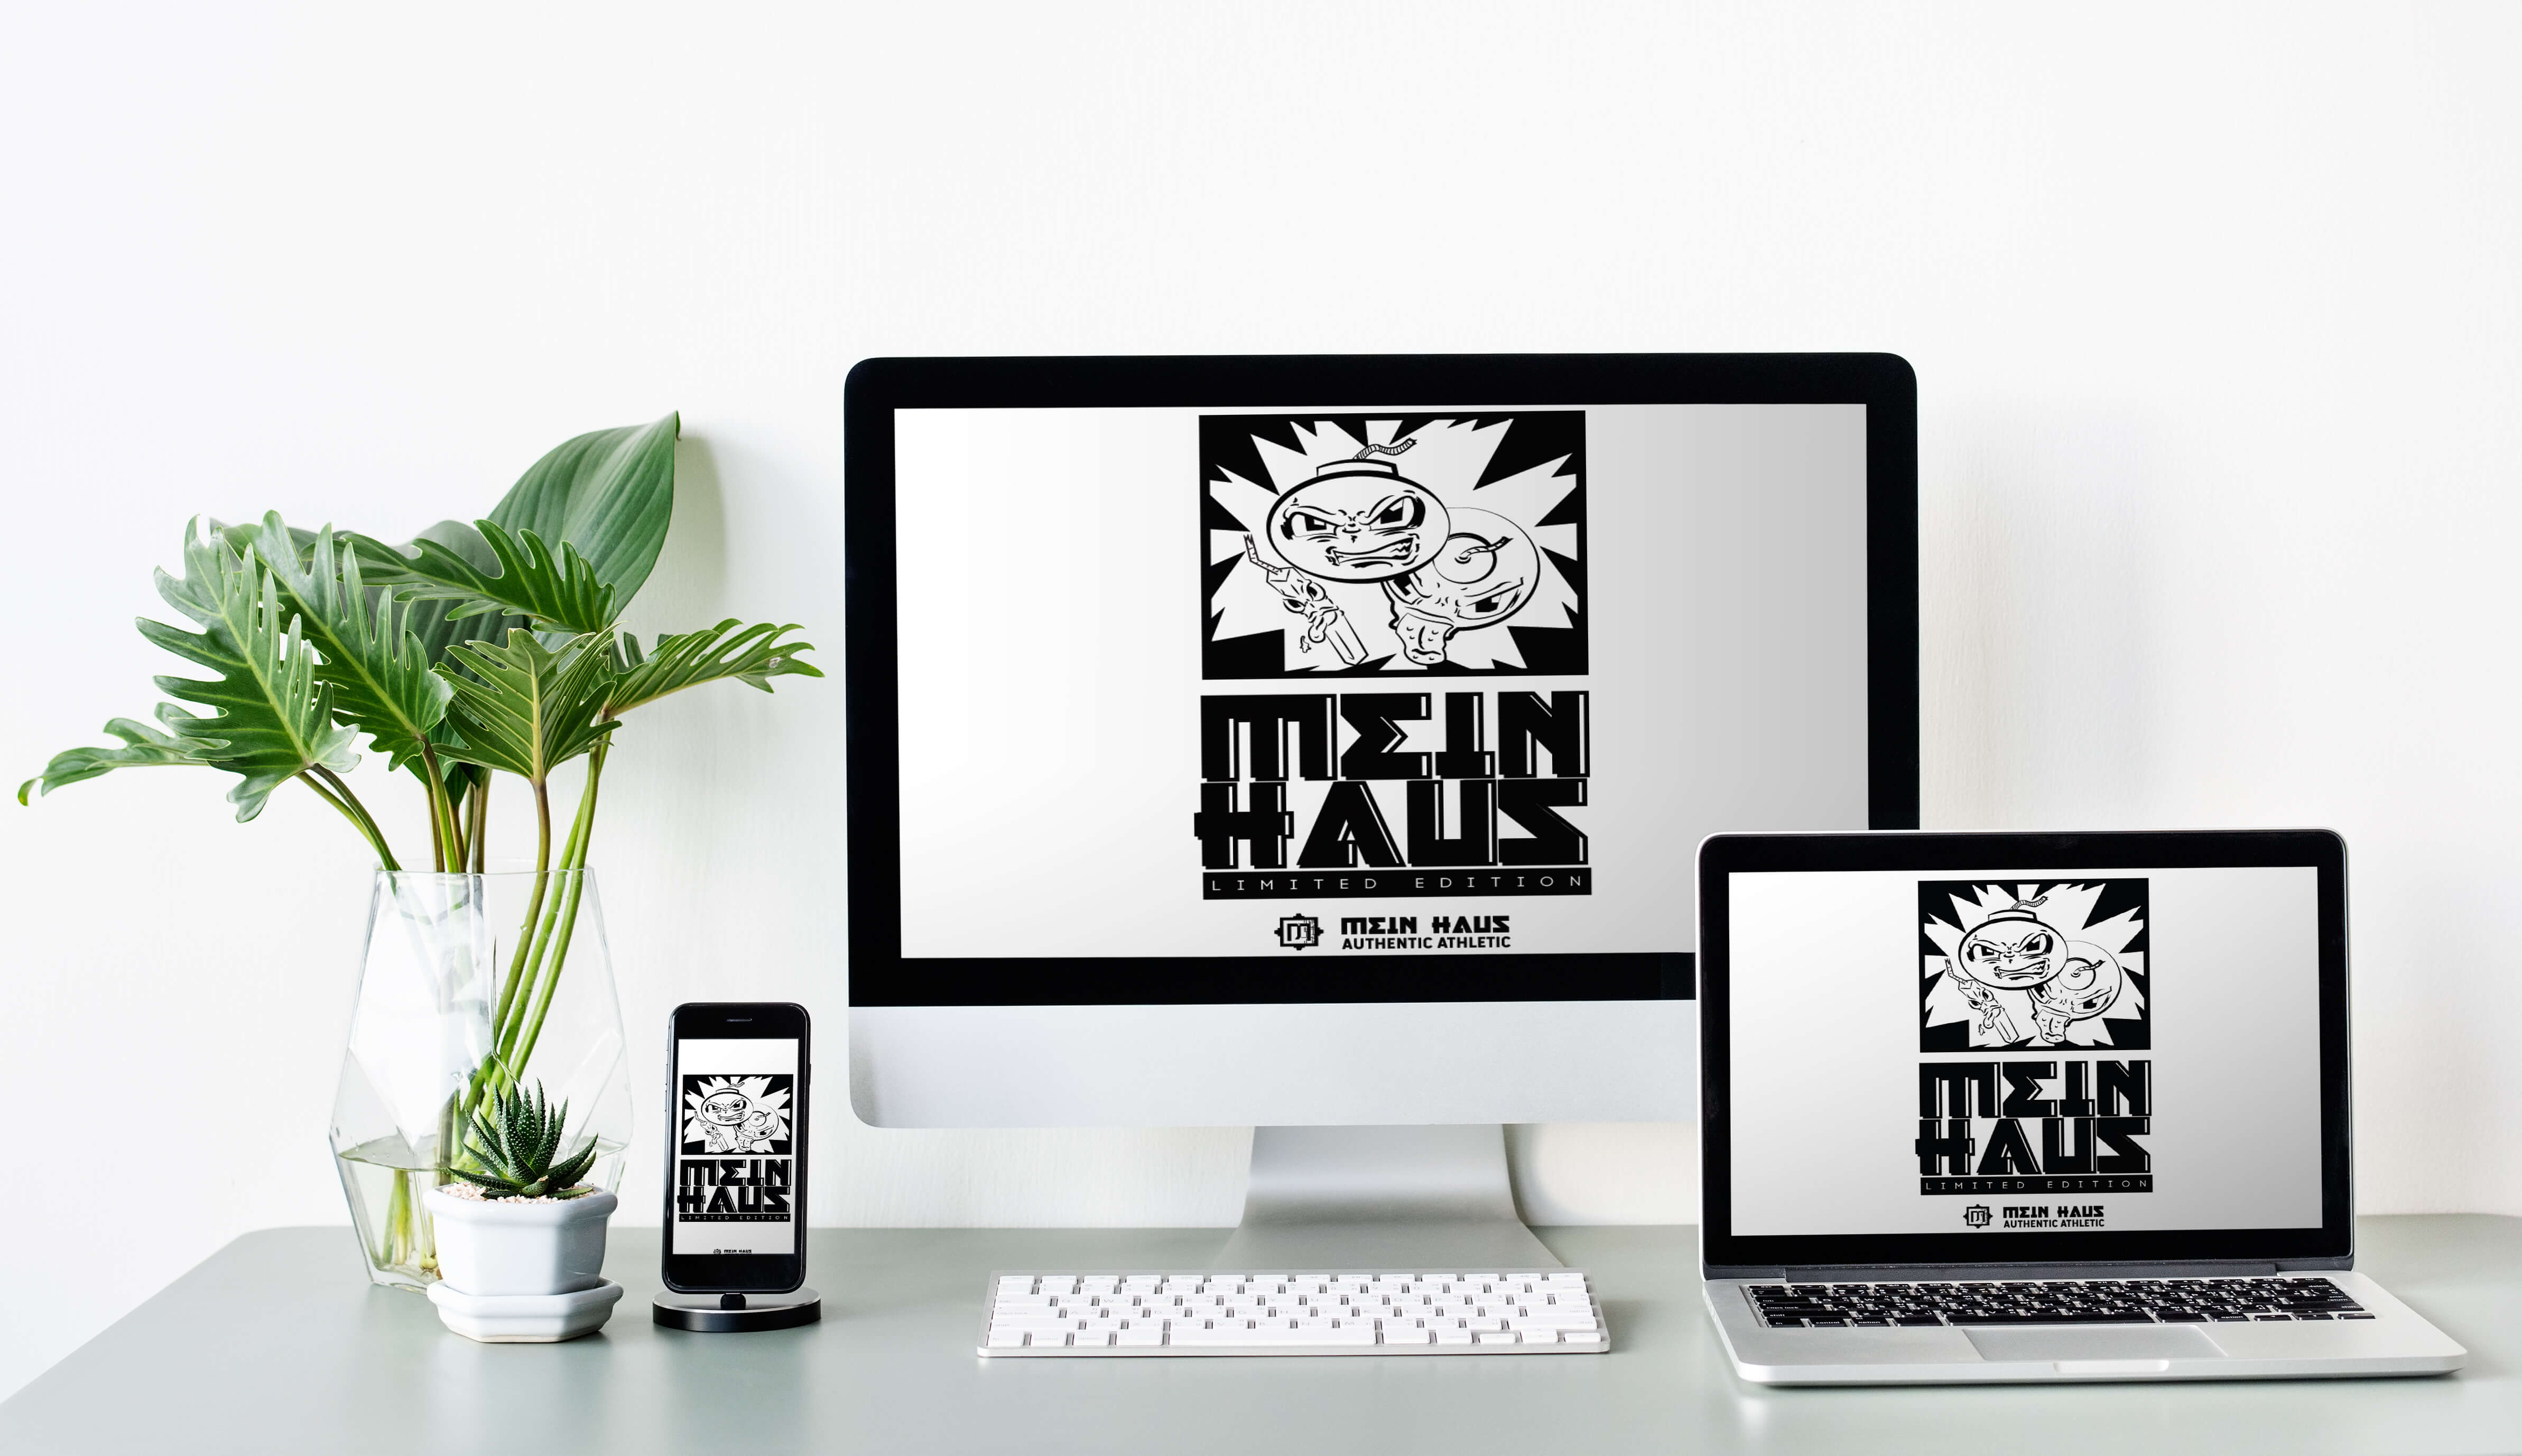 MEIN
HAUS
LIMITED EDITION
M
MEIN HAUS
AUTHENTIC ATHLETIC
MEIN
HAUS
LIMITED EDITION
MEIN HAUS
MEIN
HAUS
LIMITED EDITION
M
MEIN HAUS
AUTHENTIC ATHLETIC